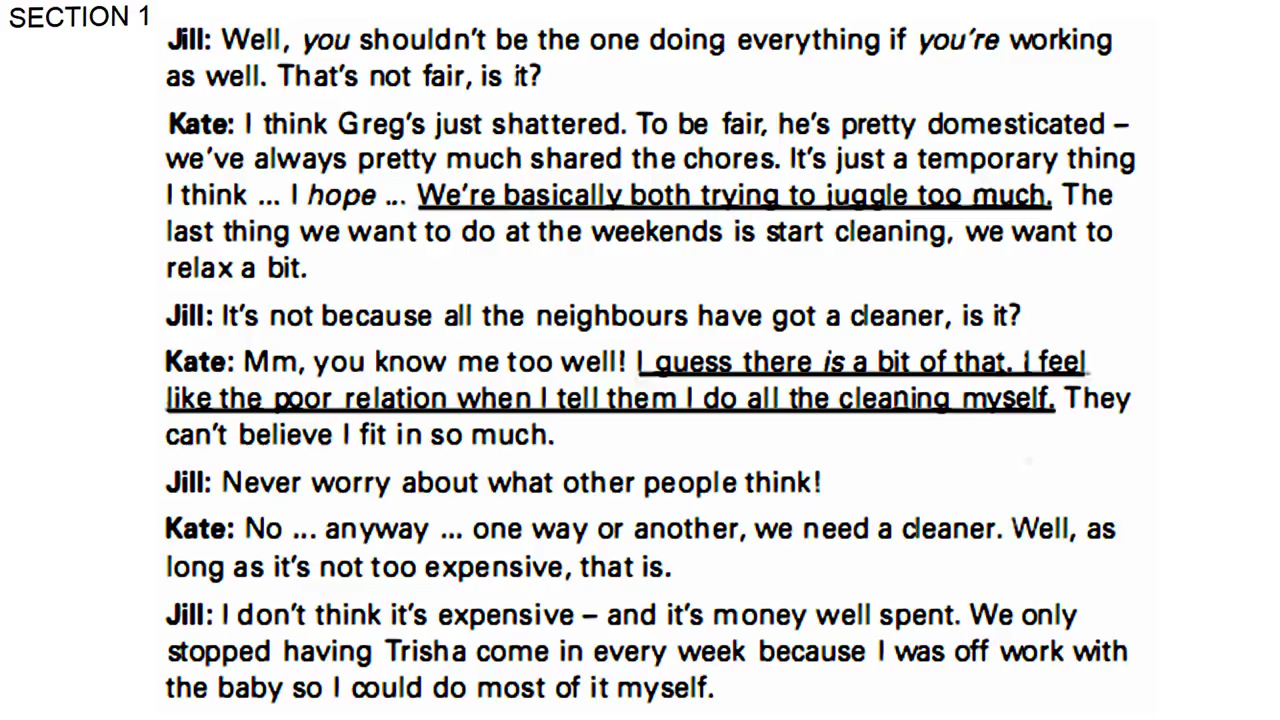 SECTION 1
Jill: Well, you shouldn't be the one doing everything if you're working
as well. That's not fair, is it?
Kate: I think Greg's just shattered. To be fair, he's pretty domesticated –
we've always pretty much shared the chores. It's just a temporary thing
I think ... I hope ... We're basically both trying to juggle too much. The
last thing we want to do at the weekends is start cleaning, we want to
relax a bit.
Jill: It's not because all the neighbours have got a cleaner, is it?
Kate: Mm, you know me too well! I guess there is a bit of that. I feel
like the poor relation when I tell them I do all the cleaning myself. They
can't believe I fit in so much.
Jill: Never worry about what other people think!
Kate: No ... anyway ... one way or another, we need a cleaner. Well, as
long as it's not too expensive, that is.
Jill: I don't think it's expensive – and it's money well spent. We only
stopped having Trisha come in every week because I was off work with
the baby so I could do most of it myself.